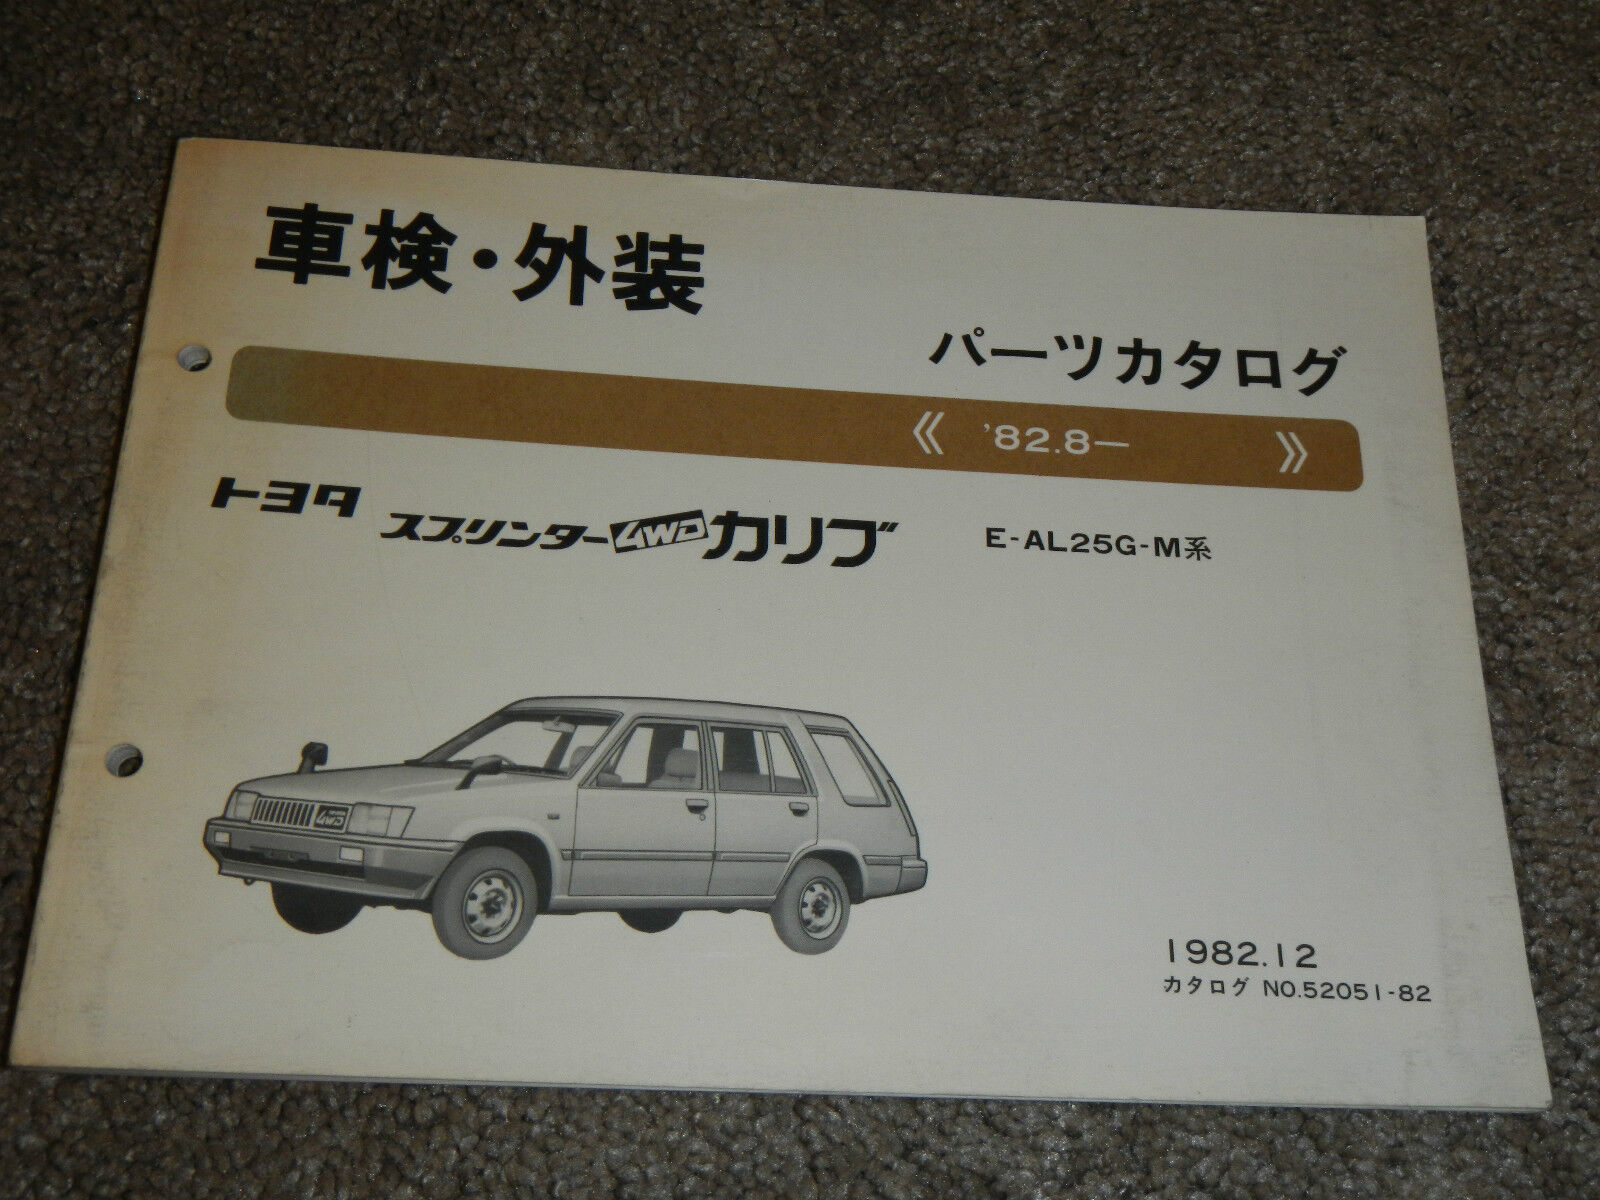 車検・外装
パーツカタログ
《 '82.8— 》
トヨタ スプリンター 4WD カリブ E-AL25G-M系
4WD
1982.12
カタログ NO.52051-82